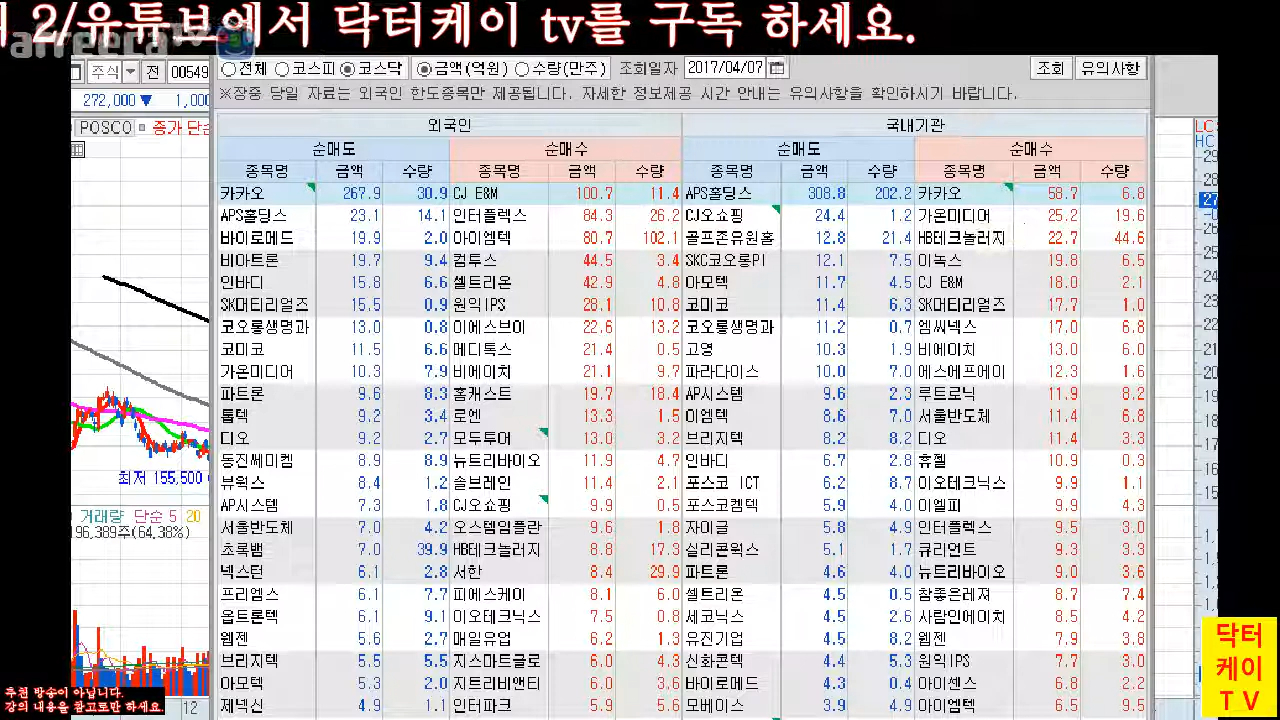 2/유튜브에서 닥터케이 tv를 구독 하세요.
afreeca TV
주식 전 00549
전체 코스피 코스닥 금액(억원) 수량(만주) 조회일자 2017/04/07 조회 유의사항
272,000▼ 1,000
※장중 당일 자료는 외국인 한도종목만 제공됩니다. 자세한 정보제공 시간 안내는 유의사항을 확인하시기 바랍니다.
POSCO 종가 단순
외국인 국내기관
순매도 순매수 순매도 순매수
종목명 금액 수량 종목명 금액 수량 종목명 금액 수량 종목명 금액 수량
카카오 267.9 30.9 CJ E&M 100.7 11.4 APS홀딩스 308.8 202.2 카카오 58.7 6.8
APS홀딩스 23.1 14.1 인터플렉스 84.3 26.2 CJ오쇼핑 24.4 1.2 가온미디어 25.2 19.6
바이로메드 19.9 2.0 아이엠텍 80.7 102.1 골프존유원홀 12.8 21.4 HB테크놀러지 22.7 44.6
비아트론 19.7 9.4 컴투스 44.5 3.4 SKC코오롱PI 12.1 7.5 이녹스 19.8 6.5
인바디 15.8 6.6 셀트리온 42.9 4.8 아모텍 11.7 4.5 CJ E&M 18.0 2.1
SK머티리얼즈 15.5 0.9 원익IPS 28.1 10.8 코미코 11.4 6.3 SK머티리얼즈 17.7 1.0
코오롱생명과 13.0 0.8 이에스브이 22.6 13.2 코오롱생명과 11.2 0.7 엠씨넥스 17.0 6.8
코미코 11.5 6.6 메디톡스 21.4 0.5 고영 10.3 1.9 비에이치 13.0 6.0
가온미디어 10.3 7.9 비에이치 21.1 9.7 파라다이스 10.0 7.0 에스에프에이 12.3 1.6
파트론 9.6 8.3 홈캐스트 19.7 18.4 AP시스템 9.6 2.3 루트로닉 11.9 8.2
톱텍 9.2 3.4 로엔 13.3 1.5 이엠텍 8.6 7.0 서울반도체 11.4 6.8
디오 9.2 2.7 모두투어 13.0 3.2 브리지텍 8.2 8.2 디오 11.4 3.3
동진쎄미켐 8.9 8.9 뉴트리바이오 11.9 4.7 인바디 6.7 2.8 휴젤 10.9 0.3
뷰웍스 8.4 1.2 솔브레인 11.4 2.1 포스코 ICT 6.2 8.7 이오테크닉스 9.9 1.1
AP시스템 7.3 1.8 CJ오쇼핑 9.9 0.5 포스코켐텍 5.9 4.0 이엘피 9.9 4.3
서울반도체 7.0 4.2 오스템임플란 9.6 1.8 자이글 5.8 4.9 인터플렉스 9.5 3.0
초록뱀 7.0 39.9 HB테크놀러지 8.8 17.3 실리콘웍스 5.1 1.7 큐리언트 9.3 3.3
넥스턴 6.1 2.8 서한 8.4 29.9 파트론 4.6 4.0 뉴트리바이오 9.0 3.6
프리엠스 6.1 7.7 피에스케이 8.1 6.0 셀트리온 4.5 0.5 참좋은레져 8.7 7.4
옵트론텍 6.1 9.1 이오테크닉스 7.5 0.8 세코닉스 4.5 2.6 사람인에이치 8.5 4.2
웹젠 5.6 2.7 매일유업 6.2 1.3 유진기업 4.5 8.2 웹젠 7.9 3.8
브리지텍 5.5 5.5 지스마트글로 6.0 4.3 신화콘텍 4.4 5.3 원익IPS 7.7 3.0
아모텍 5.3 2.0 지트리비앤티 6.0 3.6 바이로메드 4.3 0.4 아이센스 6.8 2.2
제넥신 4.9 1.1 인터파크 5.9 5.6 모베이스 3.9 4.9 아이엠텍 6.5 9.5
최저 155,500
거래량 단순 5 20
196,389주(64.38%)
추천 방송이 아닙니다.
강의 내용을 참고로만 하세요.
12
LC
HC
닥터
케이
T V